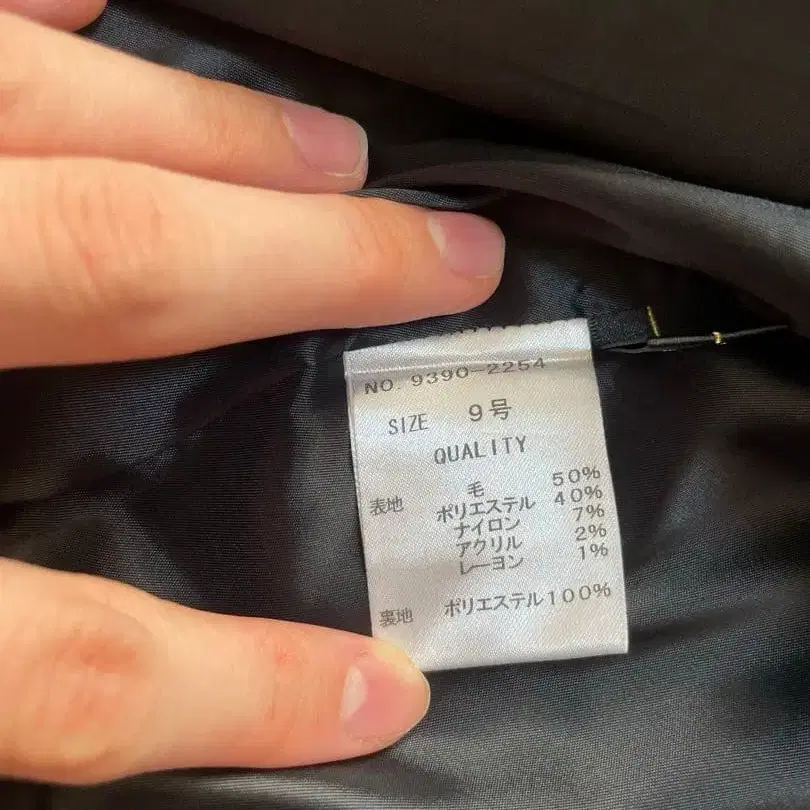 NO. 9390-2254
SIZE 9号
QUALITY
表地 毛 50%
ポリエステル 40%
ナイロン 7%
アクリル 2%
レーヨン 1%
裏地 ポリエステル100%